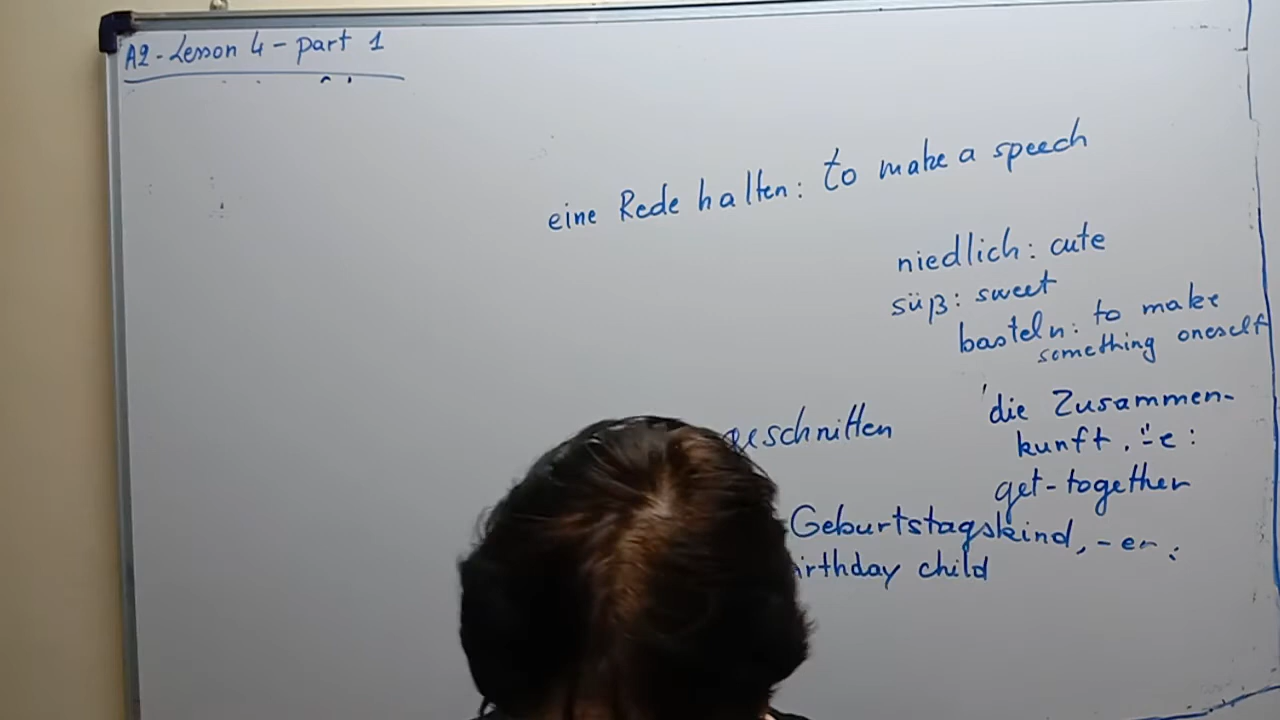 A2 - Lesson 4 - part 1
eine Rede halten: to make a speech
niedlich: cute
süß: sweet
basteln: to make
something oneself
geschnitten
die Zusammen-
kunft, ¨-e:
get-together
Geburtstagskind, -er:
irthday child